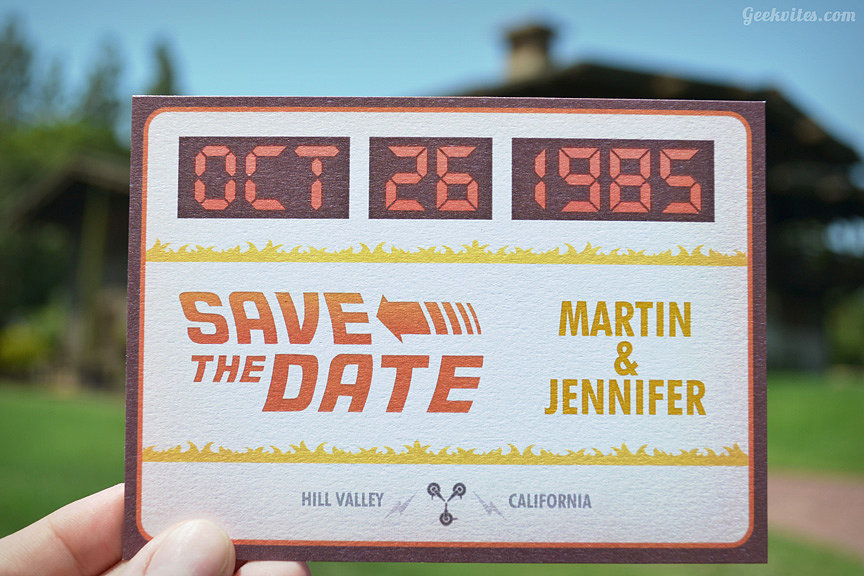 Geekvites.com
OCT 26 1985
SAVE
THE DATE
MARTIN
&
JENNIFER
HILL VALLEY CALIFORNIA